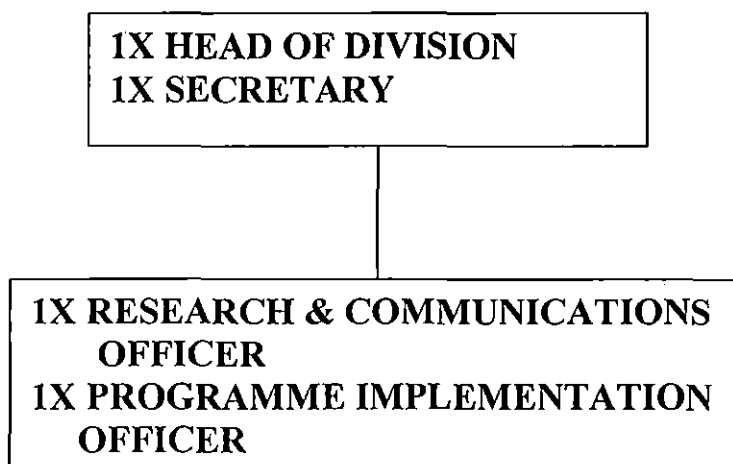 1X HEAD OF DIVISION
1X SECRETARY
1X RESEARCH & COMMUNICATIONS
OFFICER
1X PROGRAMME IMPLEMENTATION
OFFICER